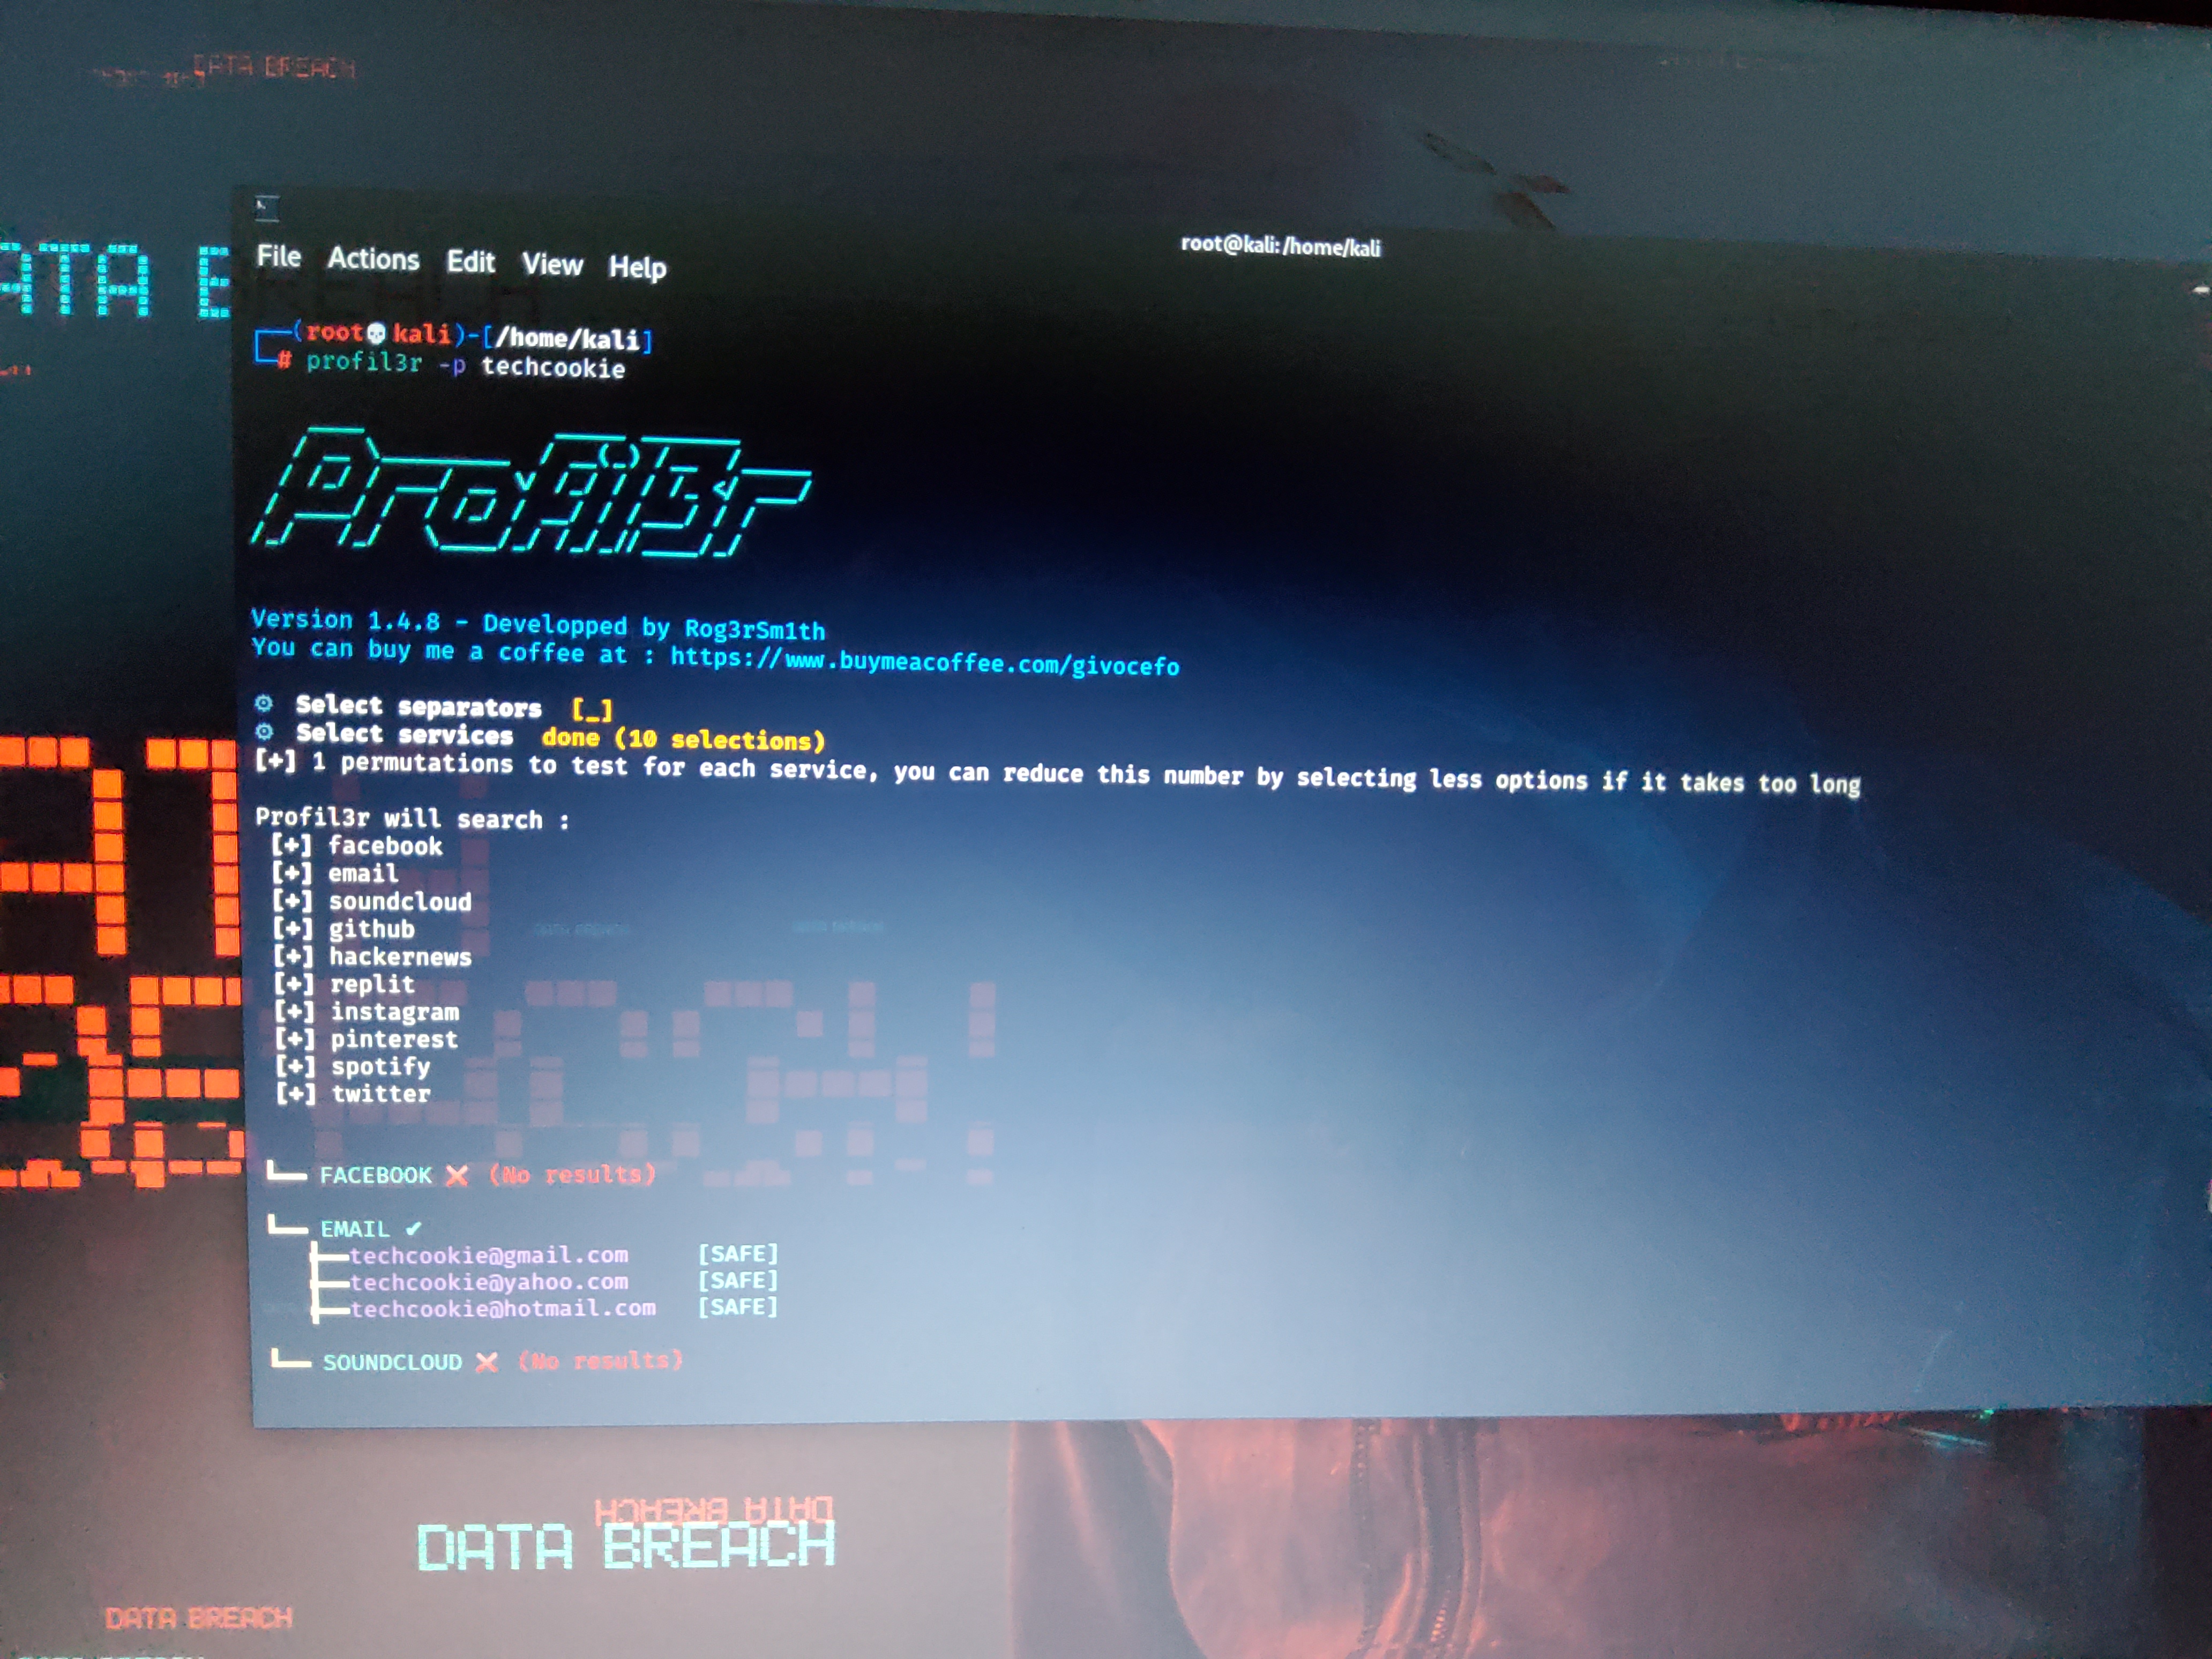 DATA BREACH
ATA B
root@kali:/home/kali
File Actions Edit View Help
(root💀kali)-[/home/kali]
# profil3r -p techcookie
Profil3r
Version 1.4.8 - Developped by Rog3rSm1th
You can buy me a coffee at : https://www.buymeacoffee.com/givocefo
Select separators [_]
Select services done (10 selections)
[+] 1 permutations to test for each service, you can reduce this number by selecting less options if it takes too long
Profil3r will search :
[+] facebook
[+] email
[+] soundcloud
[+] github
[+] hackernews
[+] replit
[+] instagram
[+] pinterest
[+] spotify
[+] twitter
FACEBOOK ❌ (No results)
EMAIL ✔
techcookie@gmail.com [SAFE]
techcookie@yahoo.com [SAFE]
techcookie@hotmail.com [SAFE]
SOUNDCLOUD ❌ (No results)
DATA BREACH
DATA BREACH
DATA BREACH